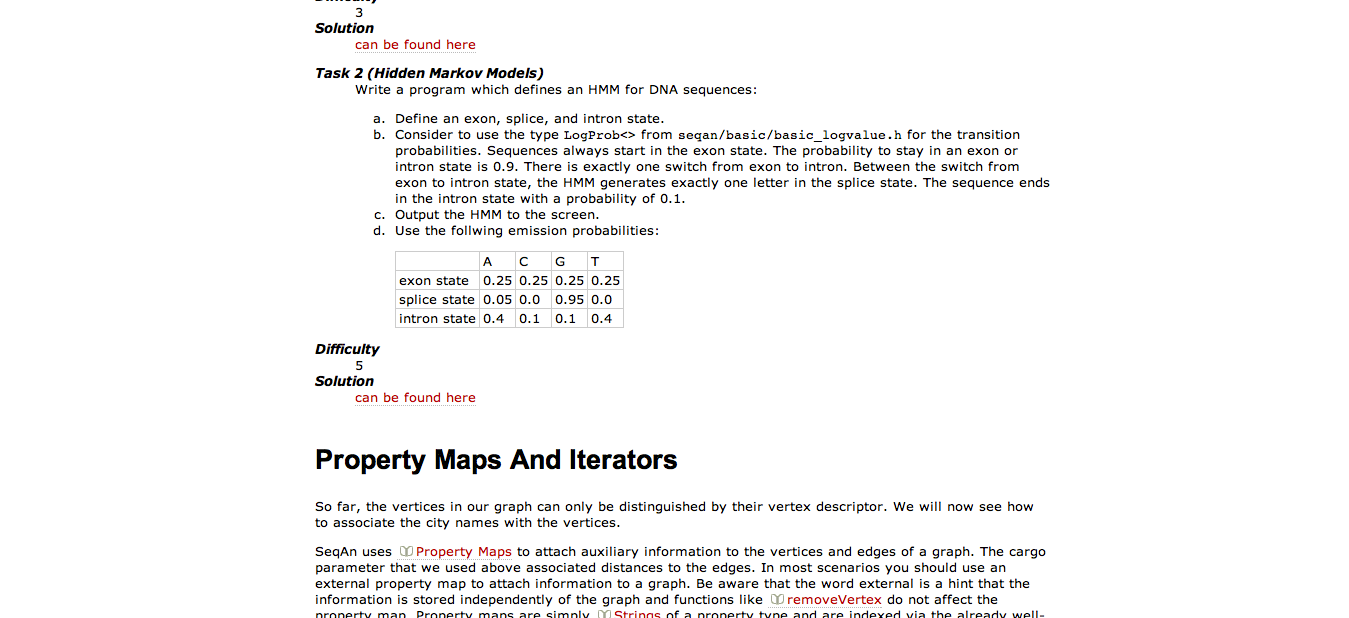 3
Solution
can be found here
Task 2 (Hidden Markov Models)
Write a program which defines an HMM for DNA sequences:
a. Define an exon, splice, and intron state.
b. Consider to use the type LogProb<> from seqan/basic/basic_logvalue.h for the transition
probabilities. Sequences always start in the exon state. The probability to stay in an exon or
intron state is 0.9. There is exactly one switch from exon to intron. Between the switch from
exon to intron state, the HMM generates exactly one letter in the splice state. The sequence ends
in the intron state with a probability of 0.1.
c. Output the HMM to the screen.
d. Use the follwing emission probabilities:
A C G T
exon state 0.25 0.25 0.25 0.25
splice state 0.05 0.0 0.95 0.0
intron state 0.4 0.1 0.1 0.4
Difficulty
5
Solution
can be found here
Property Maps And Iterators
So far, the vertices in our graph can only be distinguished by their vertex descriptor. We will now see how
to associate the city names with the vertices.
SeqAn uses Property Maps to attach auxiliary information to the vertices and edges of a graph. The cargo
parameter that we used above associated distances to the edges. In most scenarios you should use an
external property map to attach information to a graph. Be aware that the word external is a hint that the
information is stored independently of the graph and functions like removeVertex do not affect the
property map. Property maps are simply Strings of a property type and are indexed via the already well-